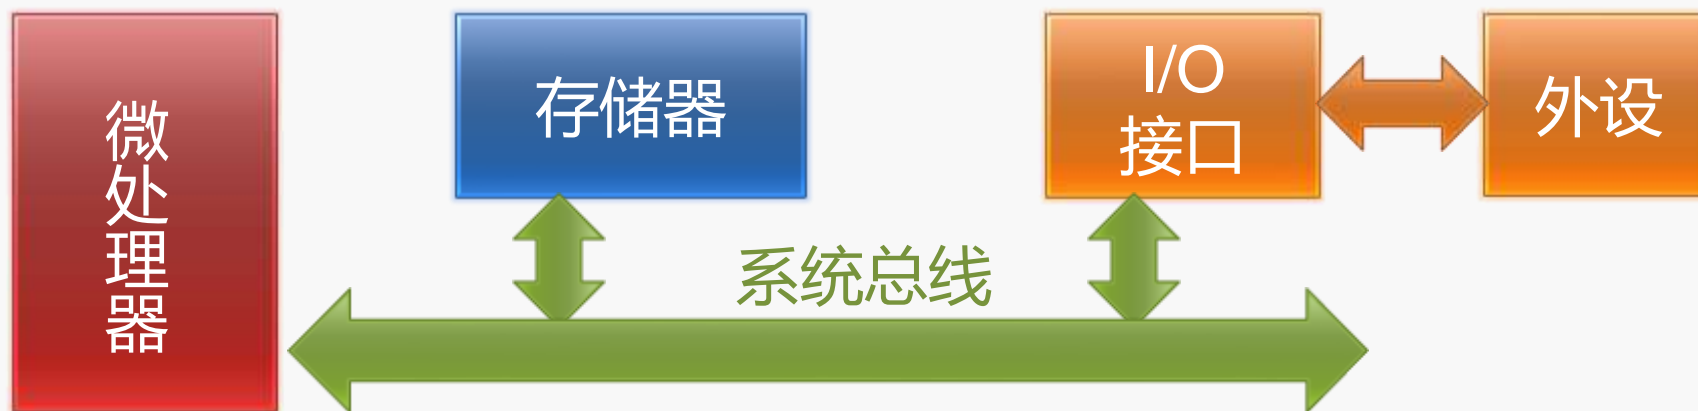 微处理器
存储器
I/O
接口
外设
系统总线